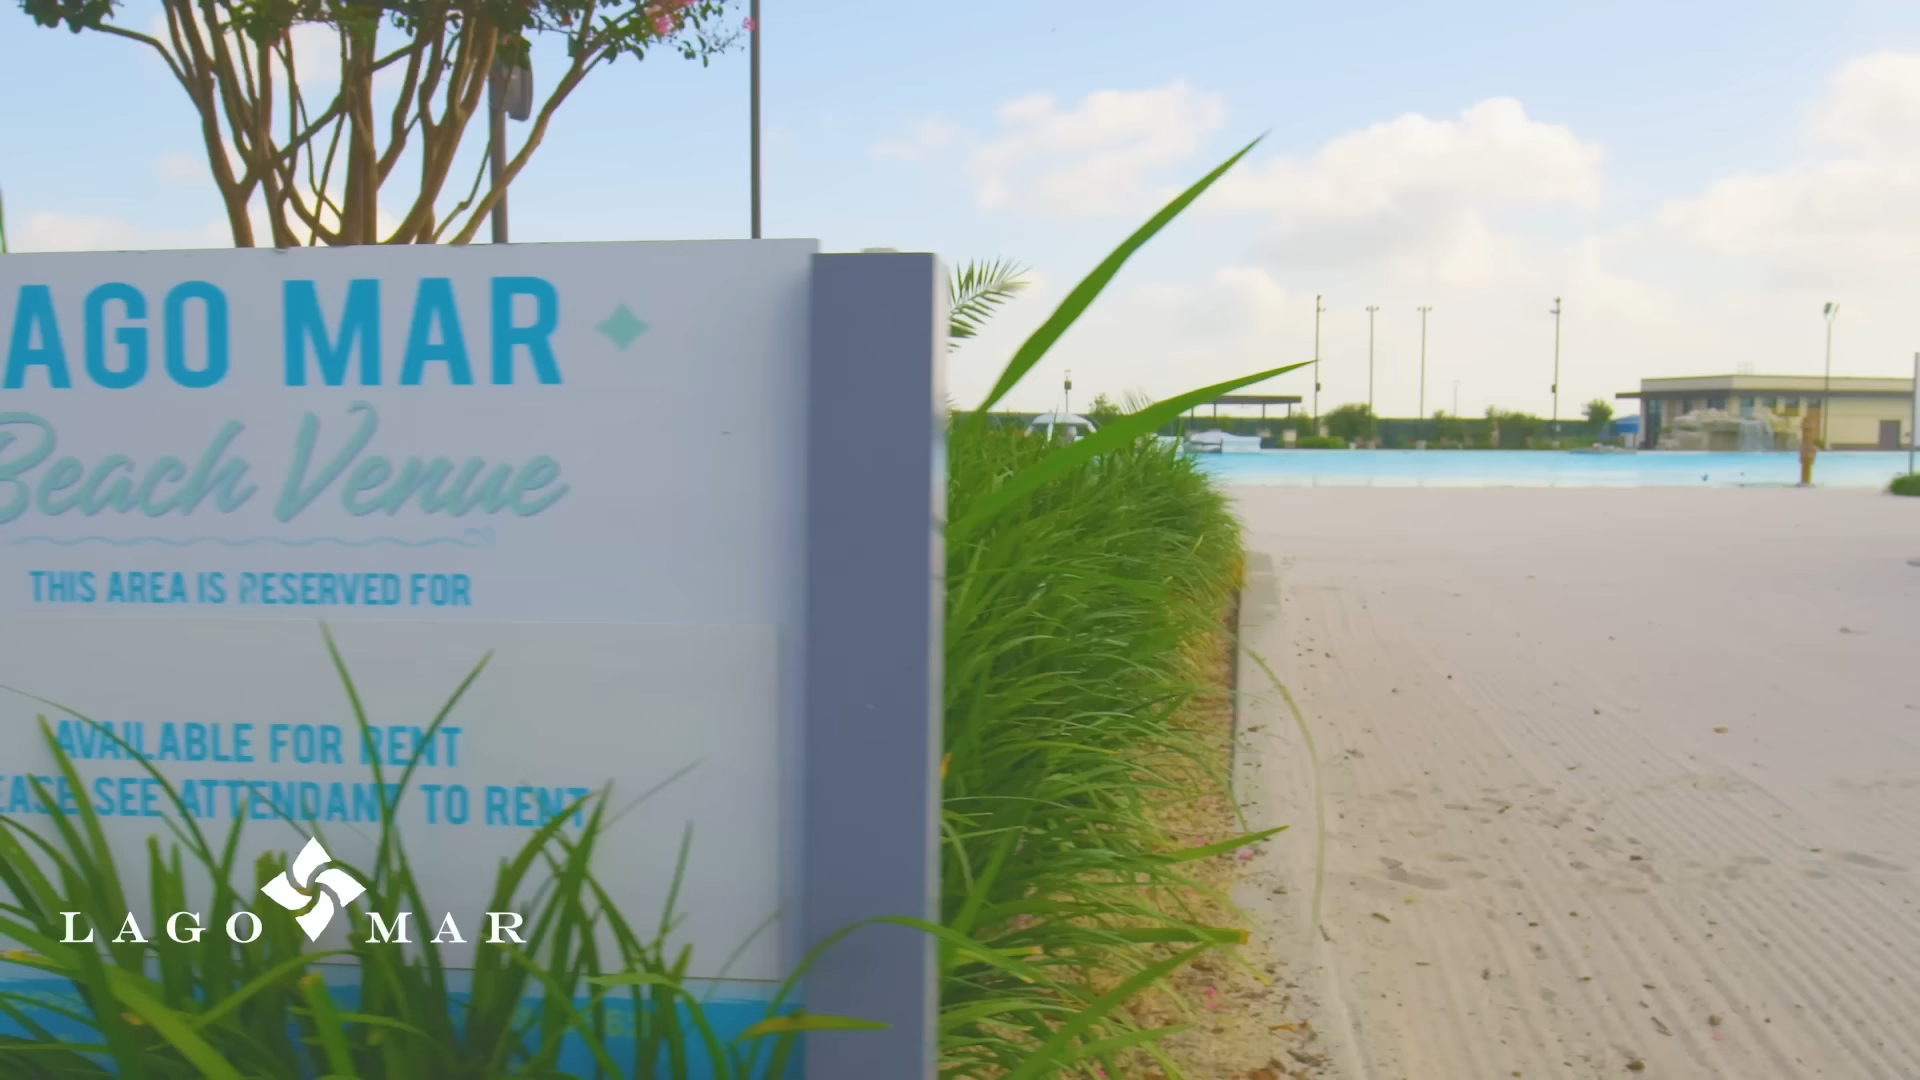 AGO MAR
Beach Venue
THIS AREA IS RESERVED FOR
AVAILABLE FOR RENT
EASE SEE ATTENDANT TO RENT
LAGO MAR